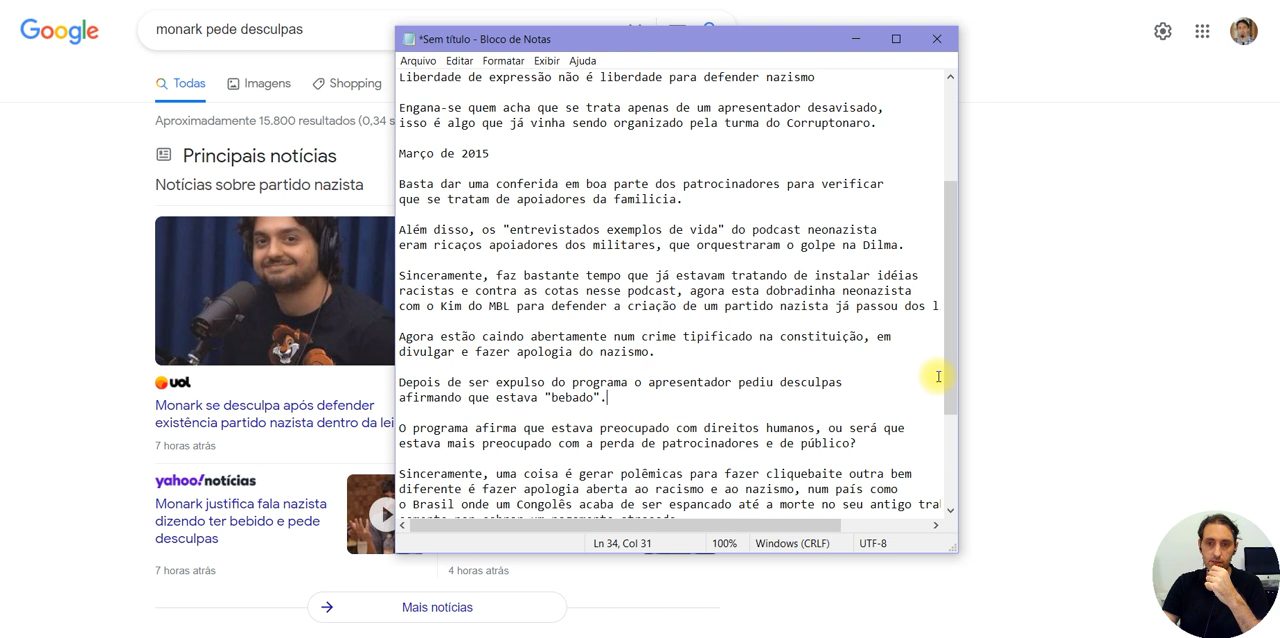 Google
monark pede desculpas
Todas
Imagens
Shopping
Aproximadamente 15.800 resultados (0,34 s
Principais notícias
Notícias sobre partido nazista
uol
Monark se desculpa após defender
existência partido nazista dentro da lei
7 horas atrás
yahoo!notícias
Monark justifica fala nazista
dizendo ter bebido e pede
desculpas
7 horas atrás
4 horas atrás
Mais notícias
*Sem título - Bloco de Notas
Arquivo Editar Formatar Exibir Ajuda
Liberdade de expressão não é liberdade para defender nazismo
Engana-se quem acha que se trata apenas de um apresentador desavisado,
isso é algo que já vinha sendo organizado pela turma do Corruptonaro.
Março de 2015
Basta dar uma conferida em boa parte dos patrocinadores para verificar
que se tratam de apoiadores da familicia.
Além disso, os "entrevistados exemplos de vida" do podcast neonazista
eram ricaços apoiadores dos militares, que orquestraram o golpe na Dilma.
Sinceramente, faz bastante tempo que já estavam tratando de instalar idéias
racistas e contra as cotas nesse podcast, agora esta dobradinha neonazista
com o Kim do MBL para defender a criação de um partido nazista já passou dos l
Agora estão caindo abertamente num crime tipificado na constituição, em
divulgar e fazer apologia do nazismo.
Depois de ser expulso do programa o apresentador pediu desculpas
afirmando que estava "bebado".
O programa afirma que estava preocupado com direitos humanos, ou será que
estava mais preocupado com a perda de patrocinadores e de público?
Sinceramente, uma coisa é gerar polêmicas para fazer cliquebaite outra bem
diferente é fazer apologia aberta ao racismo e ao nazismo, num país como
o Brasil onde um Congolês acaba de ser espancado até a morte no seu antigo tra
Ln 34, Col 31
100%
Windows (CRLF)
UTF-8